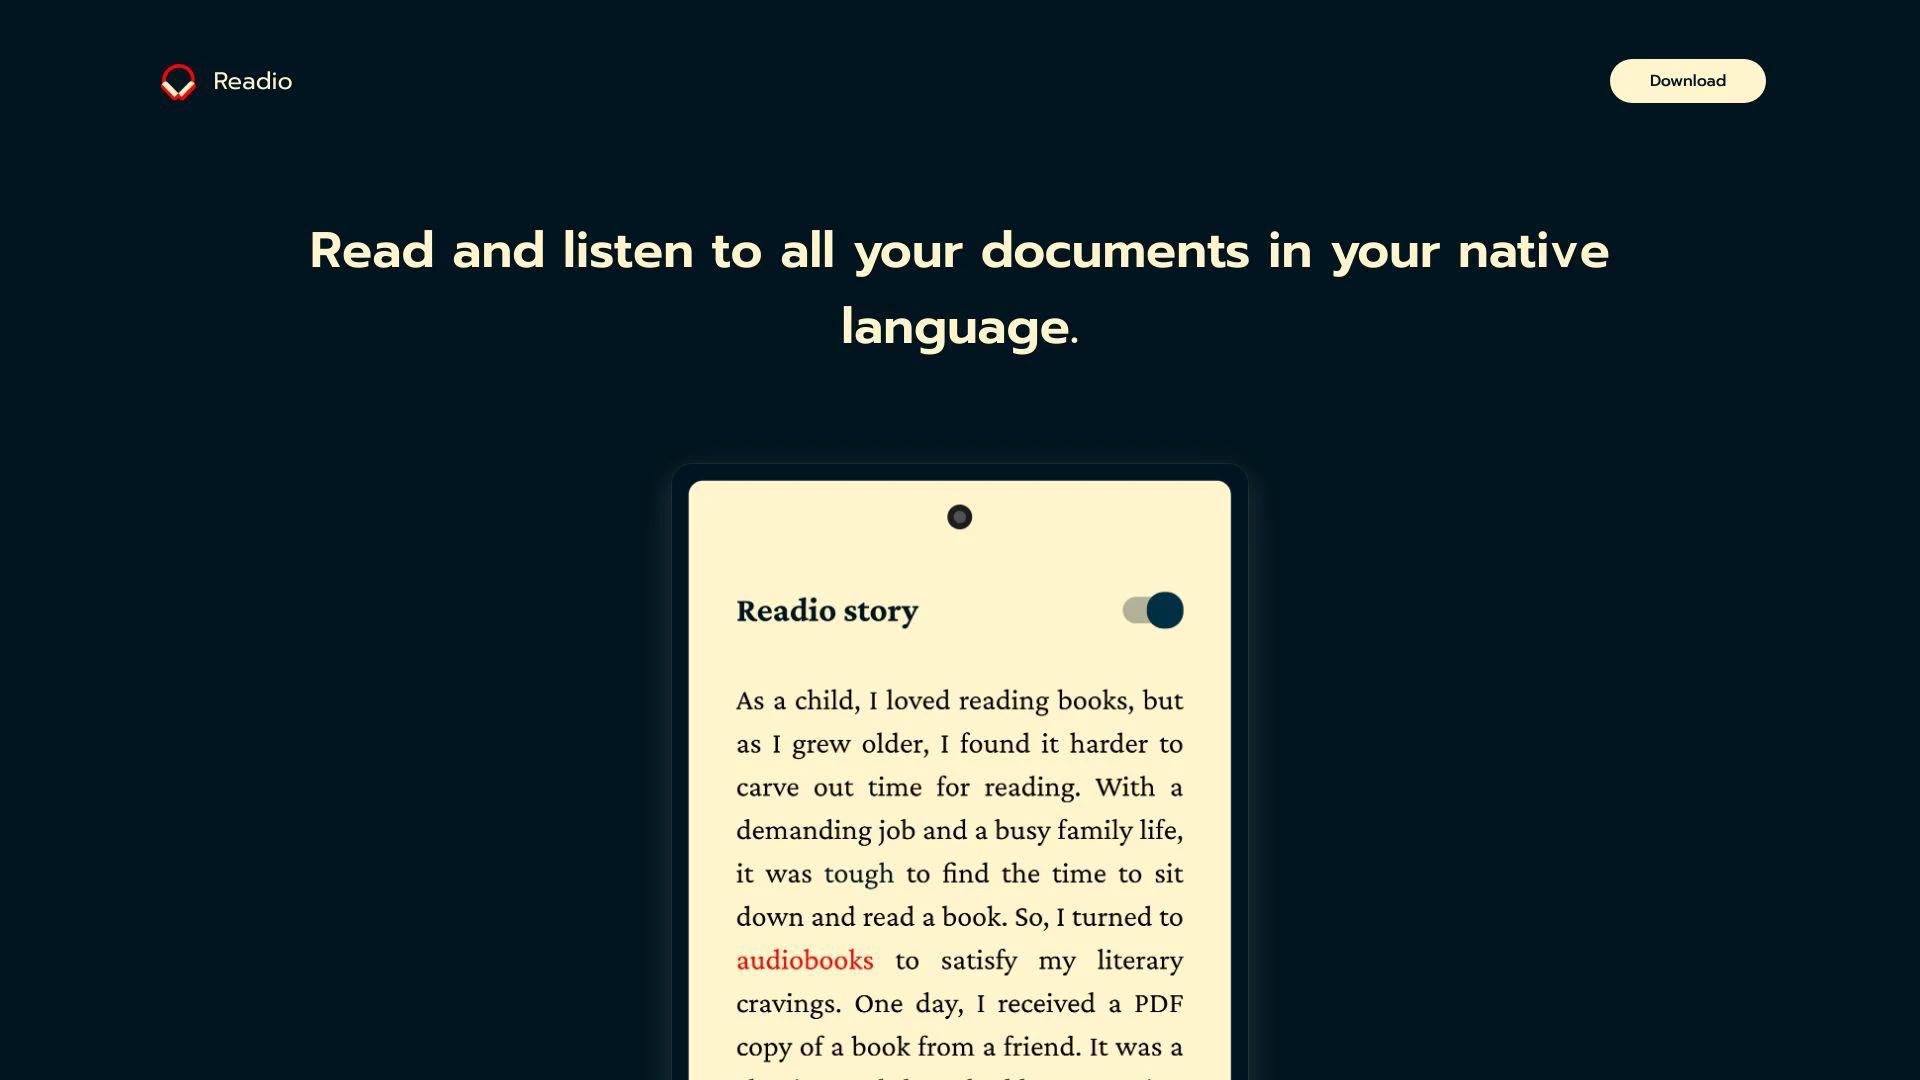 Readio
Download
Read and listen to all your documents in your native
language.
Readio story
As a child, I loved reading books, but
as I grew older, I found it harder to
carve out time for reading. With a
demanding job and a busy family life,
it was tough to find the time to sit
down and read a book. So, I turned to
audiobooks to satisfy my literary
cravings. One day, I received a PDF
copy of a book from a friend. It was a